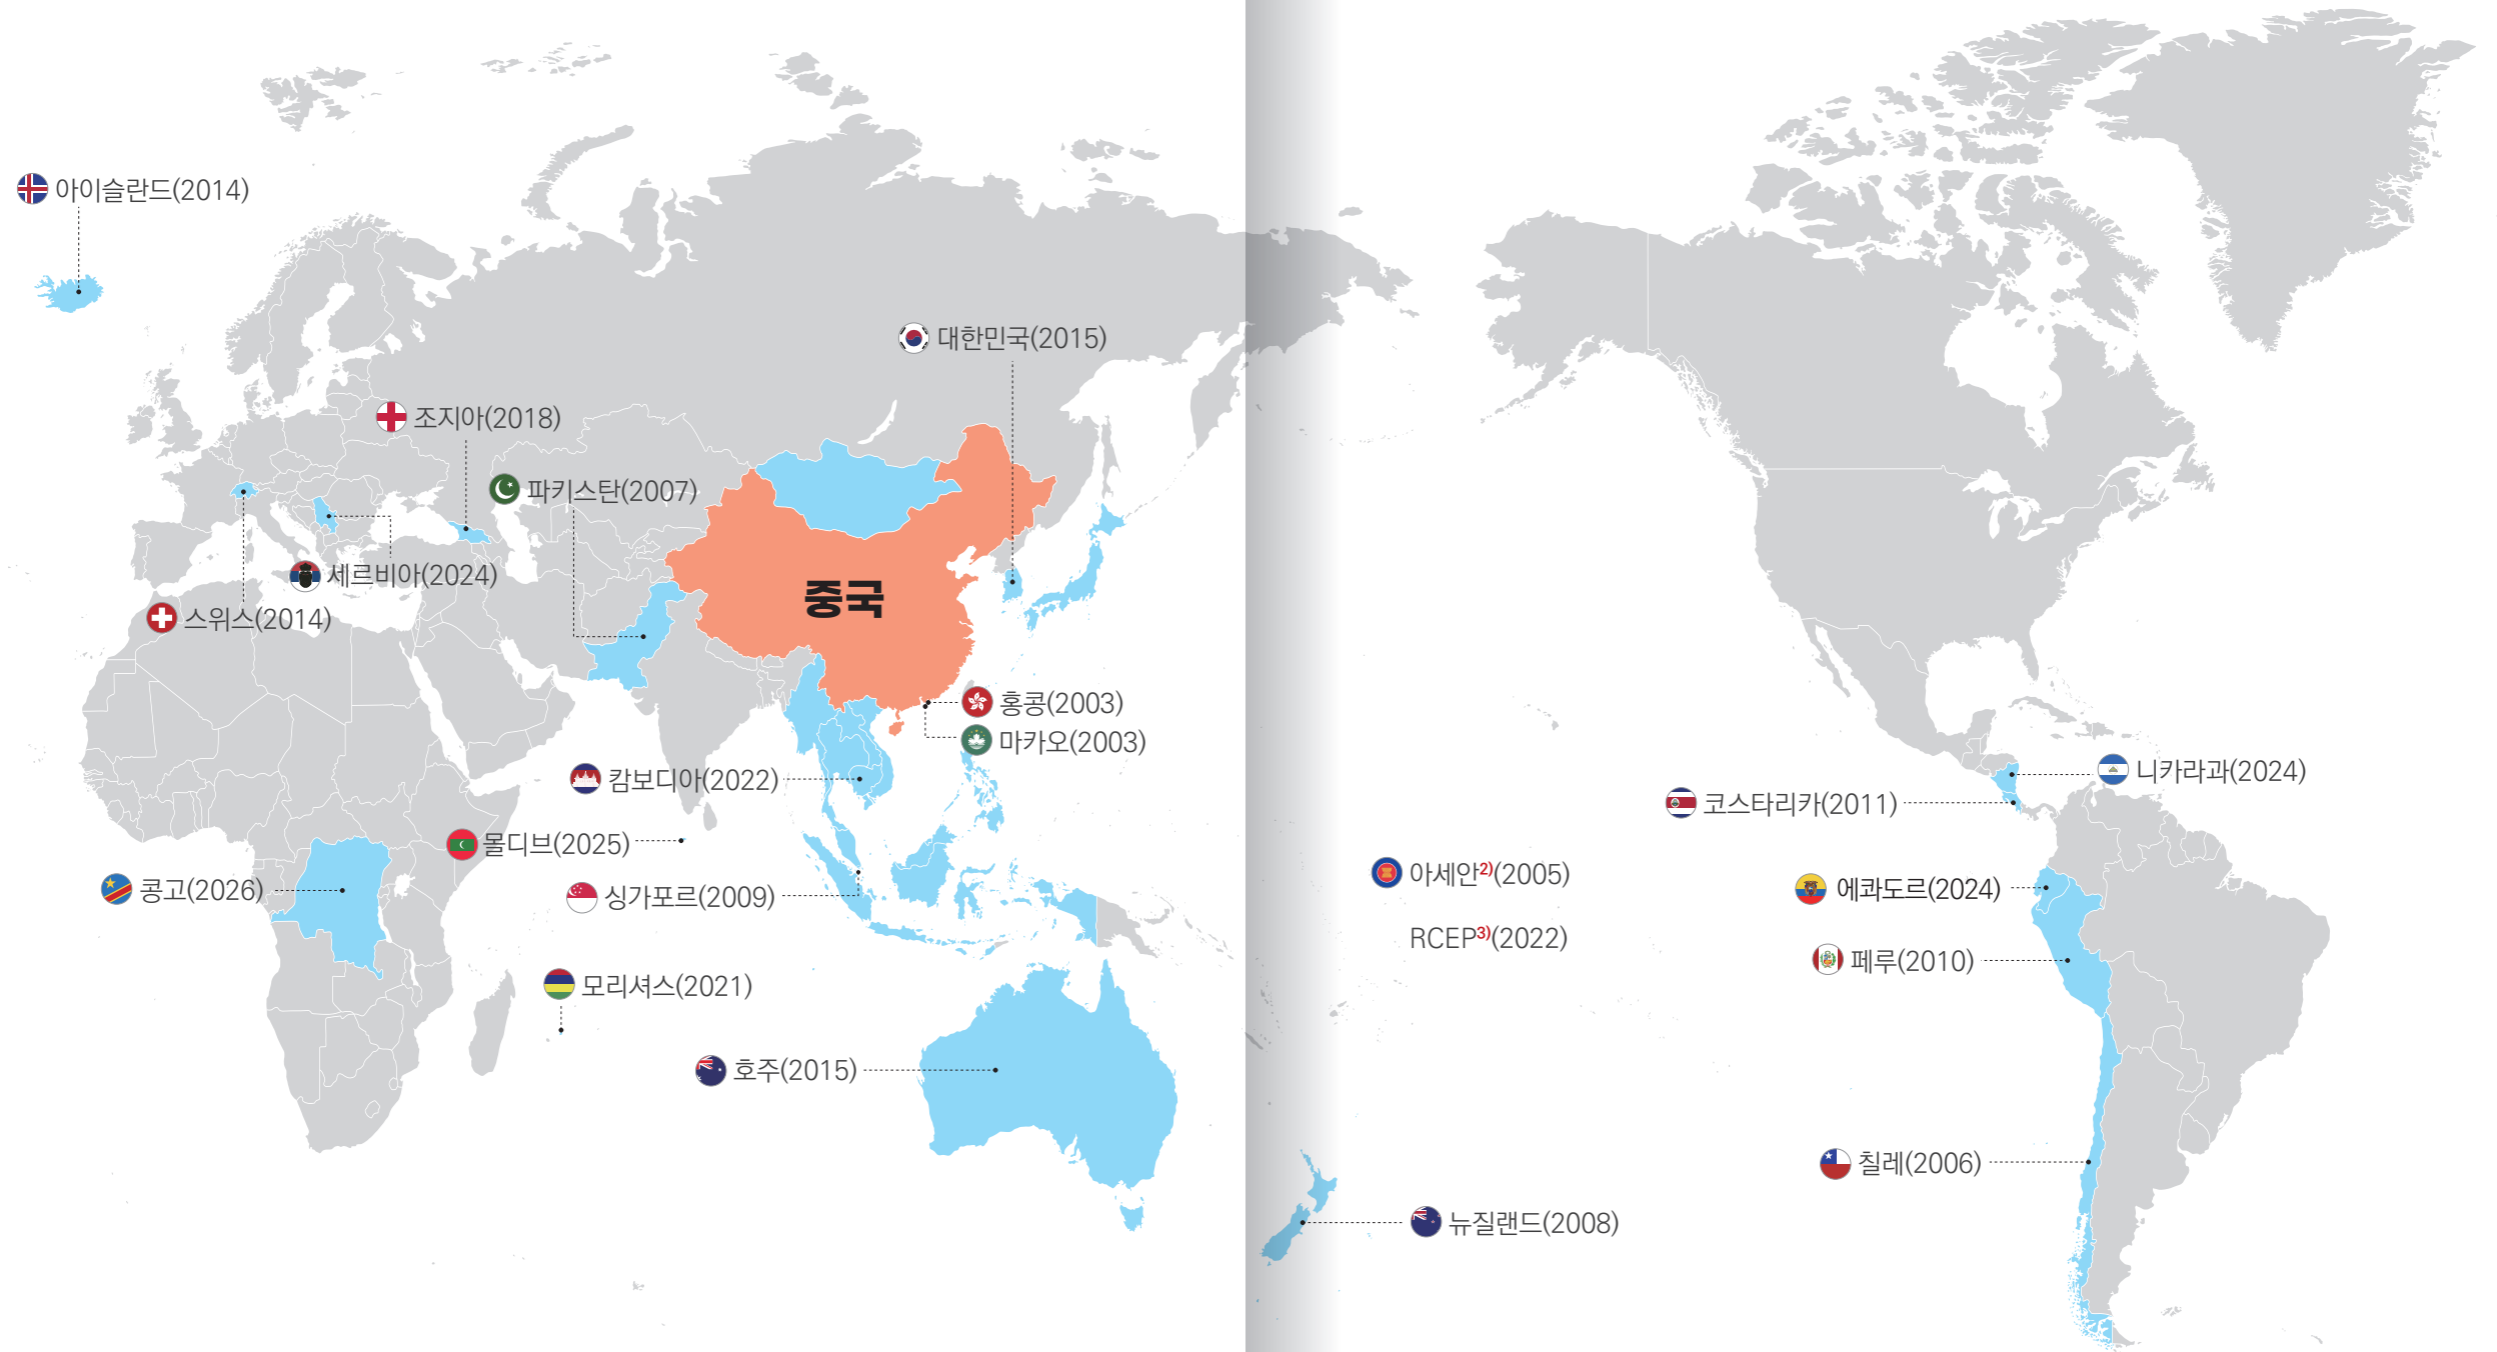 아이슬란드(2014)
대한민국(2015)
조지아(2018)
파키스탄(2007)
세르비아(2024)
스위스(2014)
중국
홍콩(2003)
마카오(2003)
캄보디아(2022)
몰디브(2025)
콩고(2026)
싱가포르(2009)
모리셔스(2021)
호주(2015)
니카라과(2024)
코스타리카(2011)
아세안2)(2005)
에콰도르(2024)
RCEP3)(2022)
페루(2010)
칠레(2006)
뉴질랜드(2008)